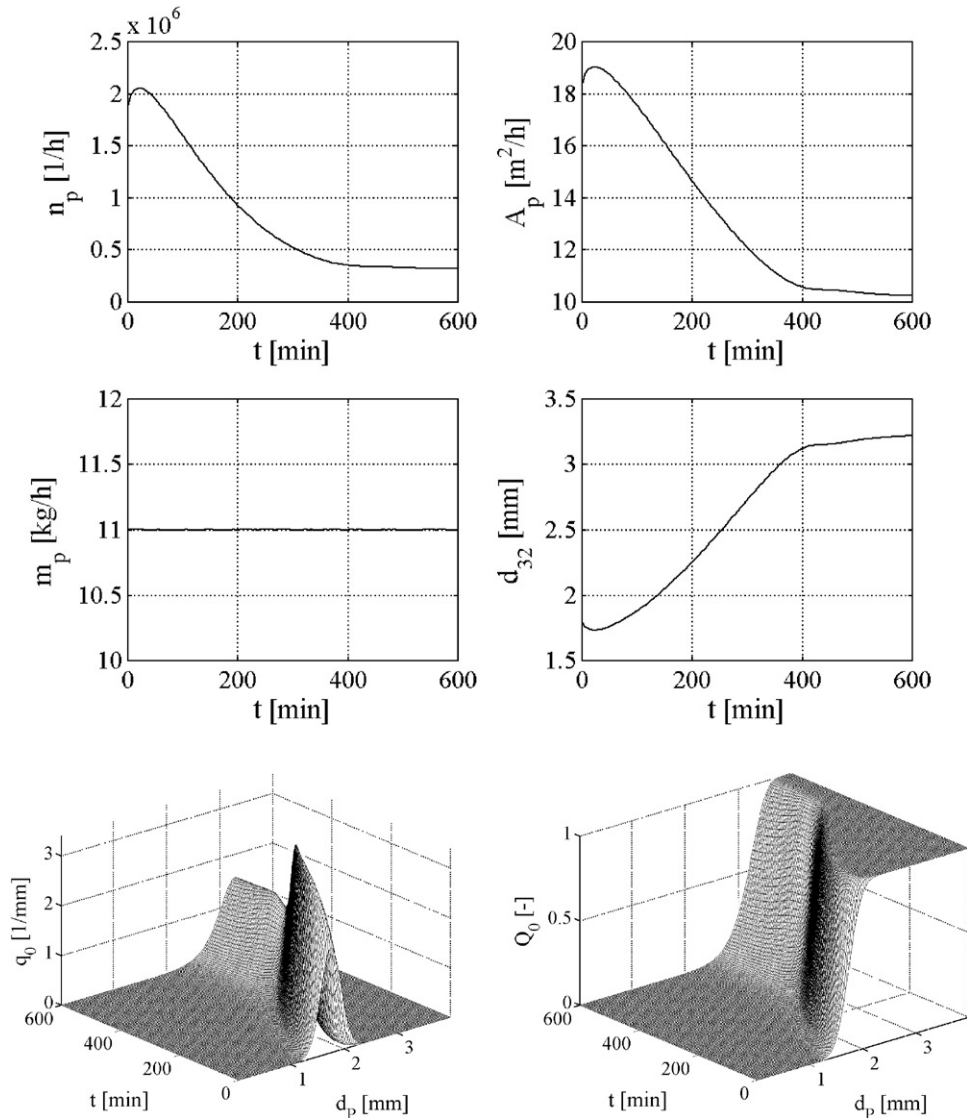 x 10^6
2.5
2
1.5
1
0.5
0
n_p [1/h]
0 200 400 600
t [min]
20
18
16
14
12
10
A_p [m^2/h]
0 200 400 600
t [min]
12
11.5
11
10.5
10
m_p [kg/h]
0 200 400 600
t [min]
3.5
3
2.5
2
1.5
d_32 [mm]
0 200 400 600
t [min]
3
2
1
0
q_0 [1/mm]
600
400
200
0
t [min]
1
2
3
d_p [mm]
1
0.5
0
Q_0 [-]
600
400
200
0
t [min]
1
2
3
d_p [mm]